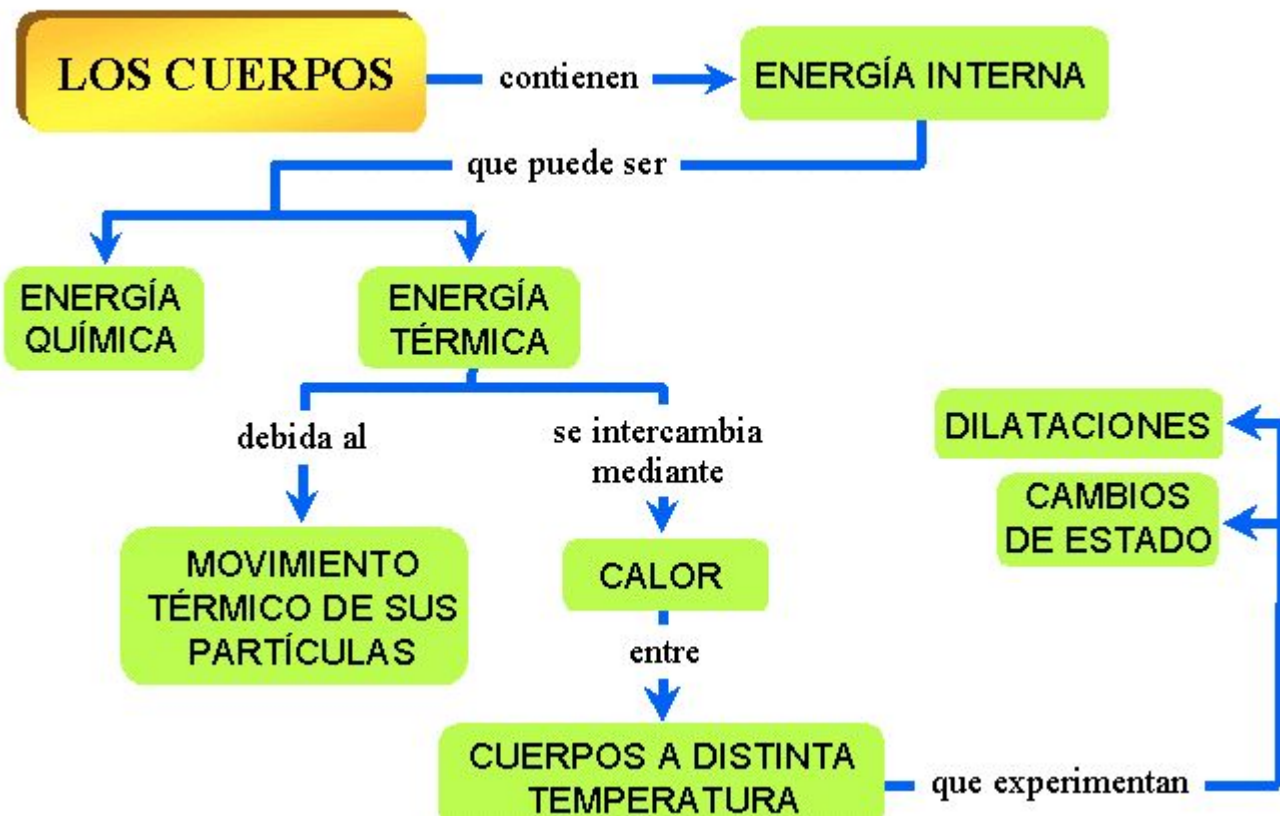 LOS CUERPOS
contienen
ENERGÍA INTERNA
que puede ser
ENERGÍA
QUÍMICA
ENERGÍA
TÉRMICA
debida al
se intercambia
mediante
MOVIMIENTO
TÉRMICO DE SUS
PARTÍCULAS
CALOR
entre
CUERPOS A DISTINTA
TEMPERATURA
que experimentan
DILATACIONES
CAMBIOS
DE ESTADO